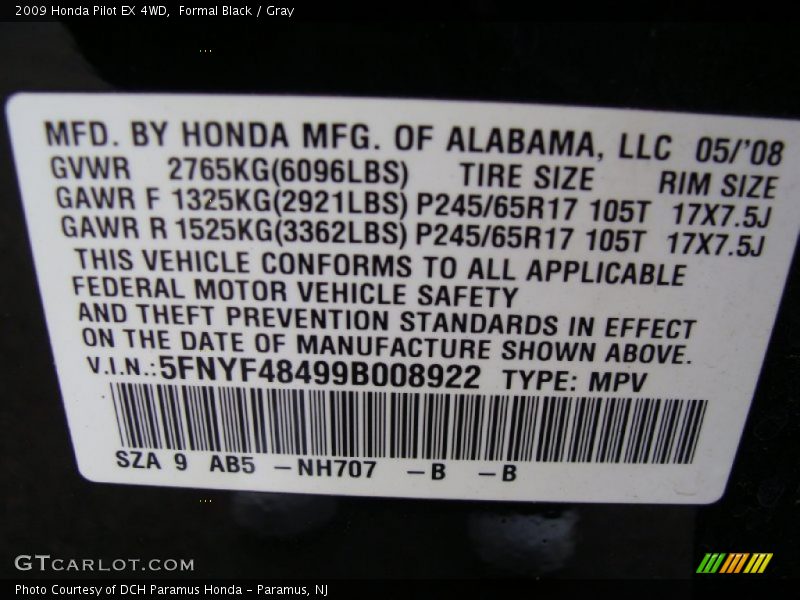 2009 Honda Pilot EX 4WD,  Formal Black / Gray
MFD. BY HONDA MFG. OF ALABAMA, LLC 05/'08
GVWR 2765KG(6096LBS) TIRE SIZE RIM SIZE
GAWR F 1325KG(2921LBS) P245/65R17 105T 17X7.5J
GAWR R 1525KG(3362LBS) P245/65R17 105T 17X7.5J
THIS VEHICLE CONFORMS TO ALL APPLICABLE
FEDERAL MOTOR VEHICLE SAFETY
AND THEFT PREVENTION STANDARDS IN EFFECT
ON THE DATE OF MANUFACTURE SHOWN ABOVE.
V.I.N.:5FNYF48499B008922 TYPE: MPV
SZA 9 AB5 –NH707 –B –B
GTCARLOT.COM
Photo Courtesy of DCH Paramus Honda - Paramus, NJ